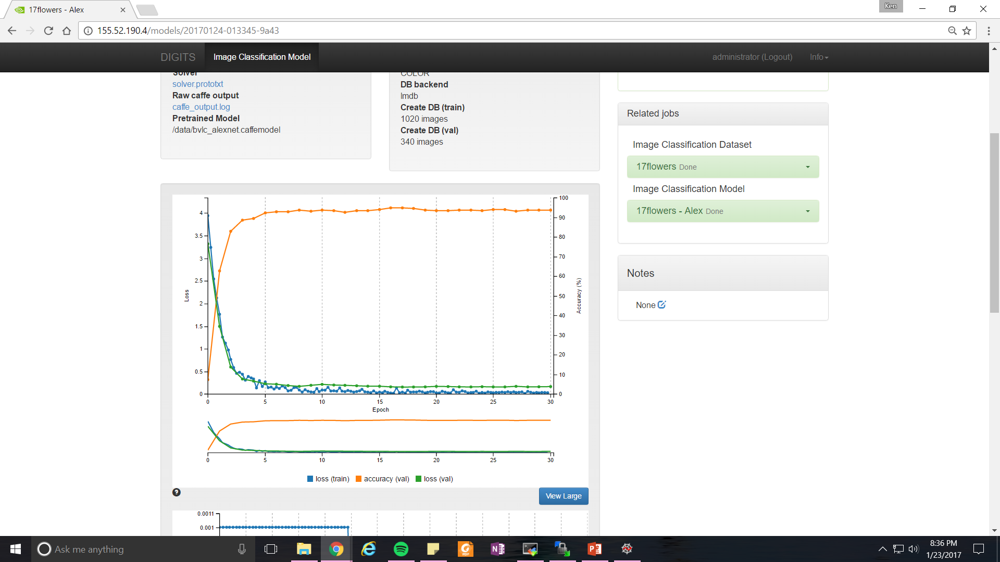 17flowers - Alex
Ken
155.52.190.4/models/20170124-013345-9a43
DIGITS
Image Classification Model
administrator (Logout)
Info
Solver
solver.prototxt
Raw caffe output
caffe_output.log
Pretrained Model
/data/bvlc_alexnet.caffemodel
COLOR
DB backend
lmdb
Create DB (train)
1020 images
Create DB (val)
340 images
Related jobs
Image Classification Dataset
17flowers Done
Image Classification Model
17flowers - Alex Done
Notes
None
4
3.5
3
2.5
2
1.5
1
0.5
0
Loss
100
90
80
70
60
50
40
30
20
10
0
Accuracy (%)
0 5 10 15 20 25 30
Epoch
0 5 10 15 20 25 30
loss (train) accuracy (val) loss (val)
View Large
0.0011
0.001
Ask me anything
8:36 PM
1/23/2017